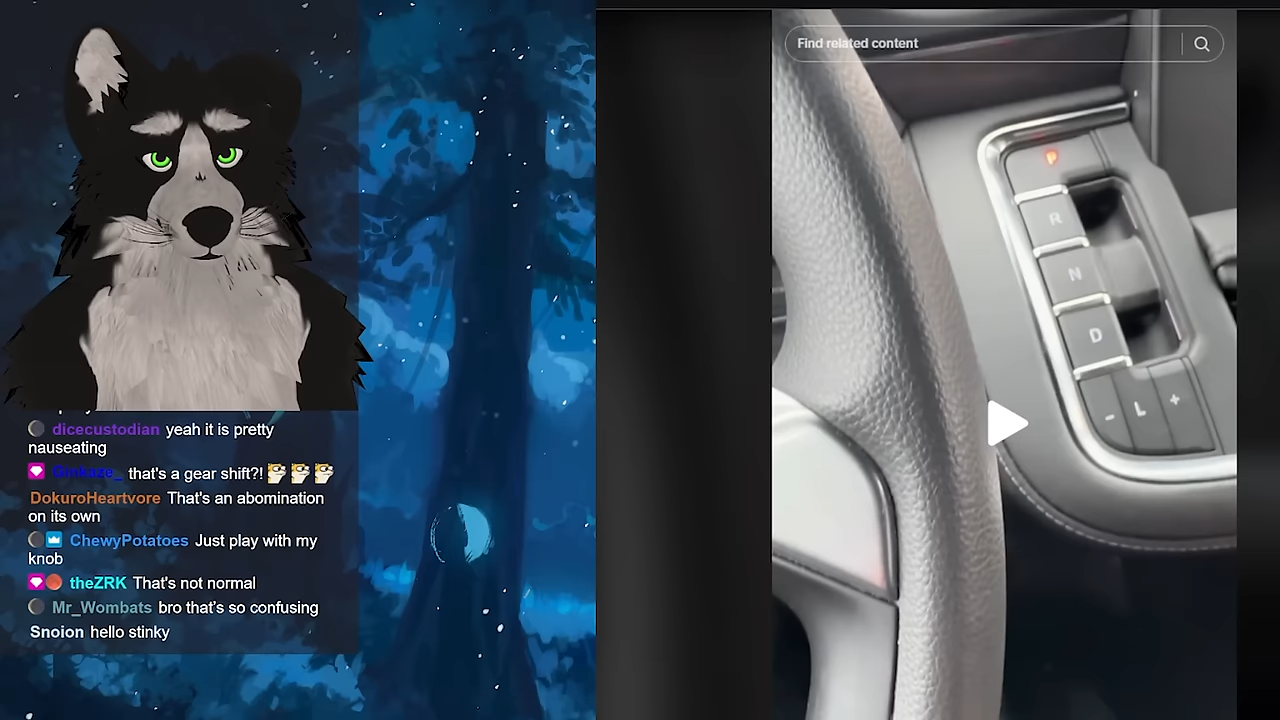 dicecustodian yeah it is pretty
nauseating
Ginkaze_ that's a gear shift?!
DokuroHeartvore That's an abomination
on its own
ChewyPotatoes Just play with my
knob
theZRK That's not normal
Mr_Wombats bro that's so confusing
Snoion hello stinky
Find related content
P
R
N
D
- L +